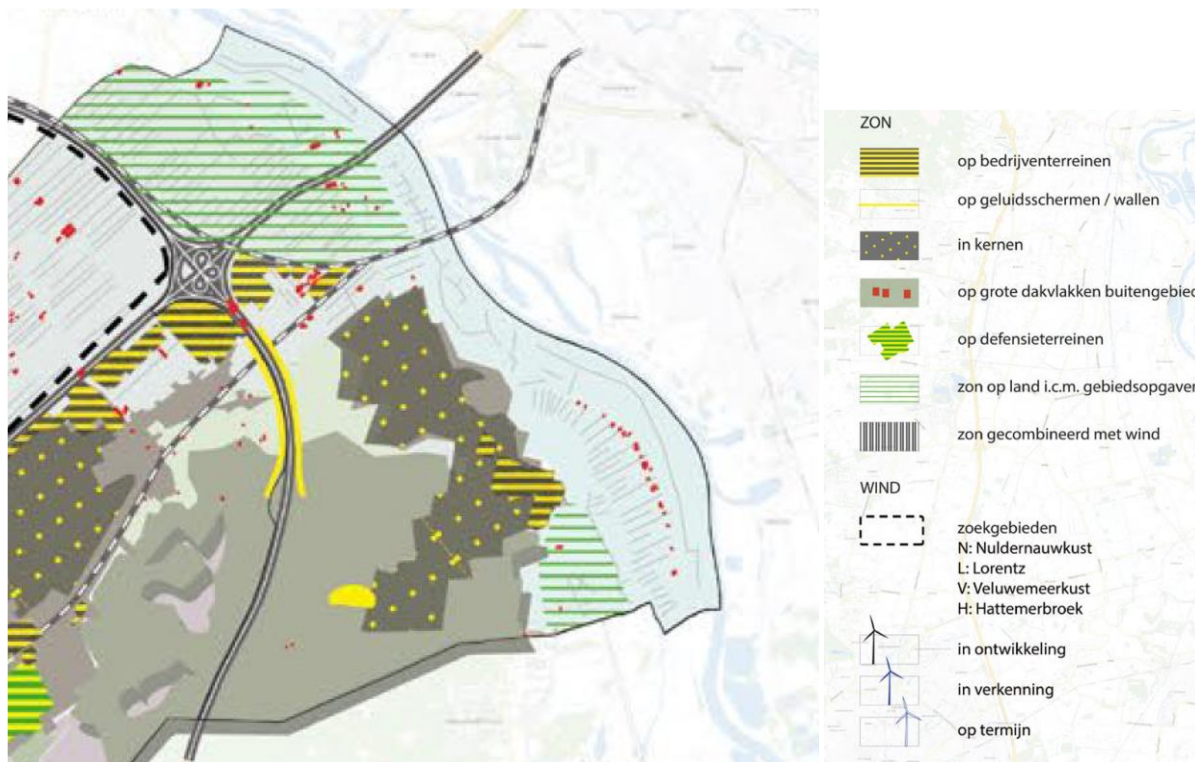 ZON
op bedrijventerreinen
op geluidsschermen / wallen
in kernen
op grote dakvlakken buitengebied
op defensieterreinen
zon op land i.c.m. gebiedsopgaven
zon gecombineerd met wind
WIND
zoekgebieden
N: Nuldernauwkust
L: Lorentz
V: Veluwemeerkust
H: Hattemerbroek
in ontwikkeling
in verkenning
op termijn